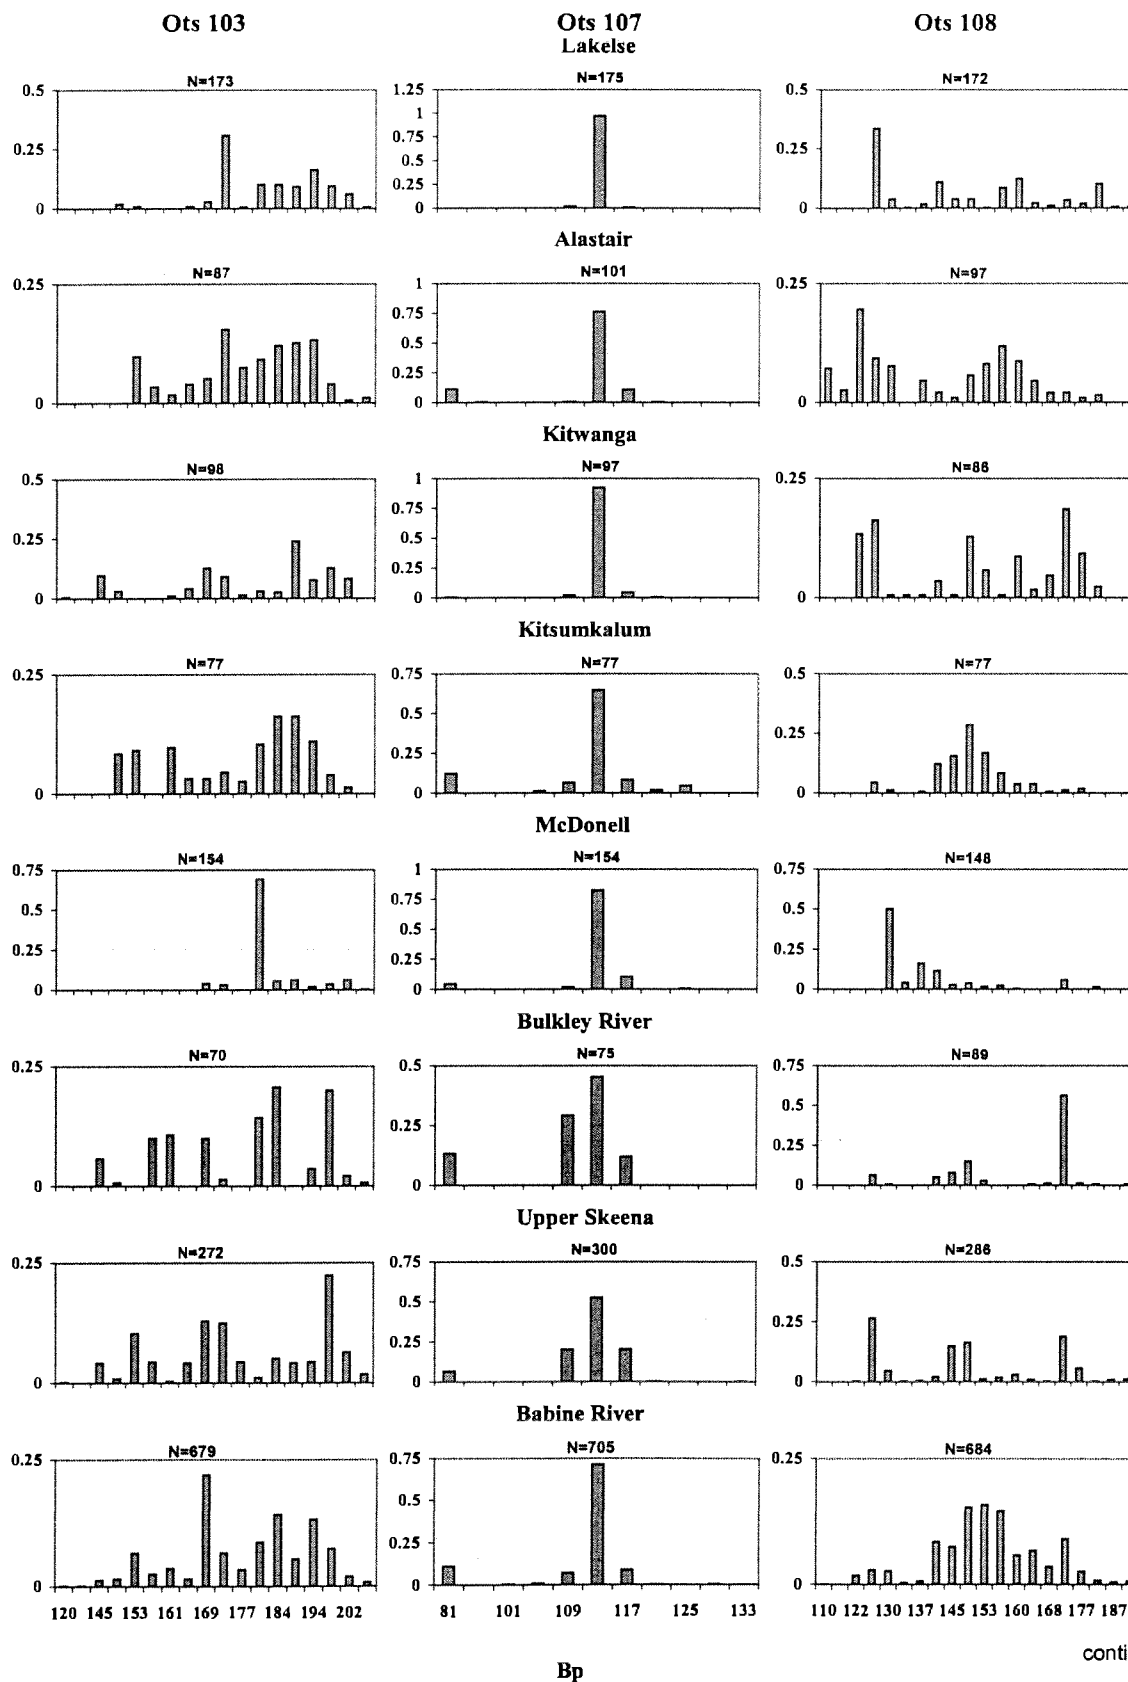 Ots 103 Ots 107 Ots 108
Lakelse
N=173 N=175 N=172
0.5 1.25 0.5
1
0.25 0.75 0.25
0.5
0.25
0 0 0
Alastair
N=87 N=101 N=97
0.25 1 0.25
0.75
0.5
0.25
0 0 0
Kitwanga
N=98 N=97 N=86
0.5 1 0.25
0.75
0.25 0.5
0.25
0 0 0
Kitsumkalum
N=77 N=77 N=77
0.25 0.75 0.5
0.5
0.25 0.25
0 0 0
McDonell
N=154 N=154 N=148
0.75 1 0.75
0.5 0.75 0.5
0.5
0.25 0.25 0.25
0 0 0
Bulkley River
N=70 N=75 N=89
0.25 0.5 0.75
0.5
0.25 0.25
0 0 0
Upper Skeena
N=272 N=300 N=286
0.25 0.75 0.5
0.5
0.25 0.25
0 0 0
Babine River
N=679 N=705 N=684
0.25 0.75 0.25
0.5
0.25
0 0 0
120 145 153 161 169 177 184 194 202 81 101 109 117 125 133 110 122 130 137 145 153 160 168 177 187
conti
Bp